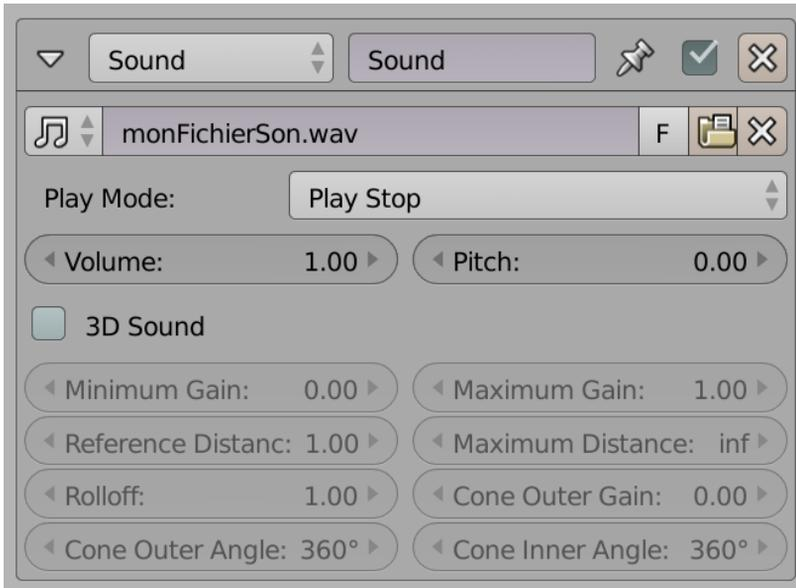 Sound Sound
monFichierSon.wav F
Play Mode: Play Stop
Volume: 1.00 Pitch: 0.00
3D Sound
Minimum Gain: 0.00 Maximum Gain: 1.00
Reference Distanc: 1.00 Maximum Distance: inf
Rolloff: 1.00 Cone Outer Gain: 0.00
Cone Outer Angle: 360° Cone Inner Angle: 360°